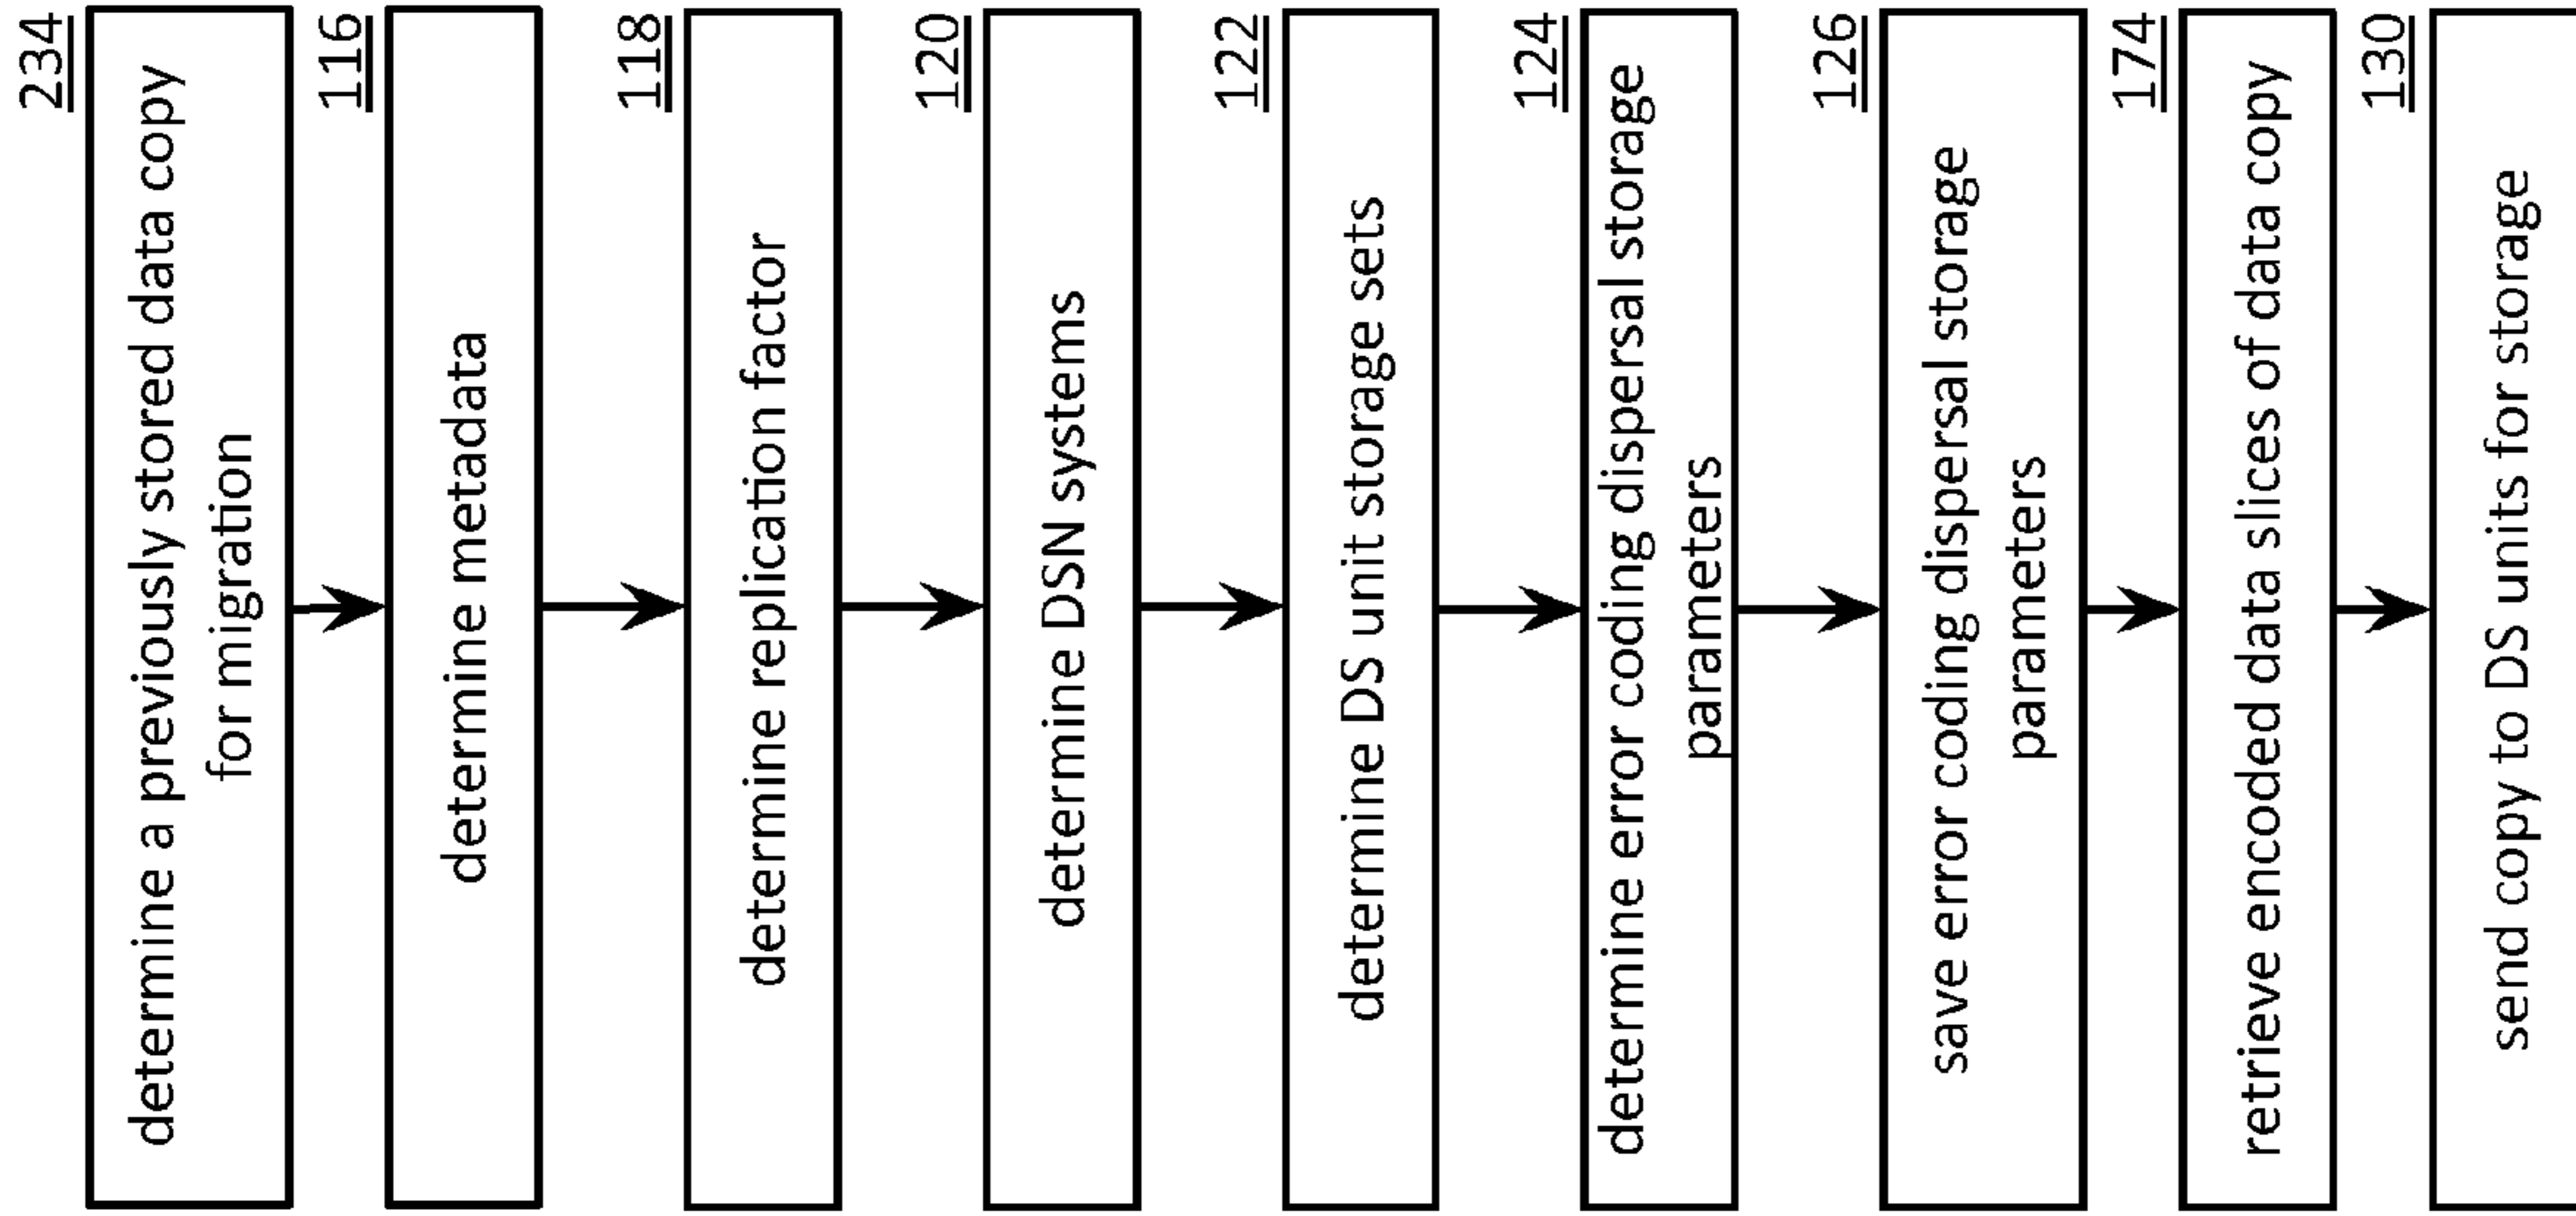 234
determine a previously stored data copy
for migration
116
determine metadata
118
determine replication factor
120
determine DSN systems
122
determine DS unit storage sets
124
determine error coding dispersal storage
parameters
126
save error coding dispersal storage
parameters
174
retrieve encoded data slices of data copy
130
send copy to DS units for storage